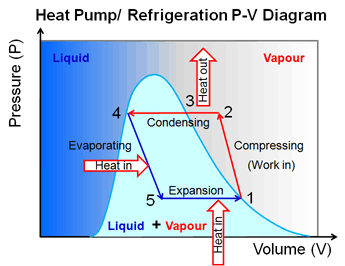 Heat Pump/ Refrigeration P-V Diagram
Pressure (P)
Liquid
Heat out
Vapour
4
3
2
Condensing
Evaporating
Heat in
Compressing
(Work in)
5
Expansion
1
Liquid + Vapour
Heat in
Volume (V)